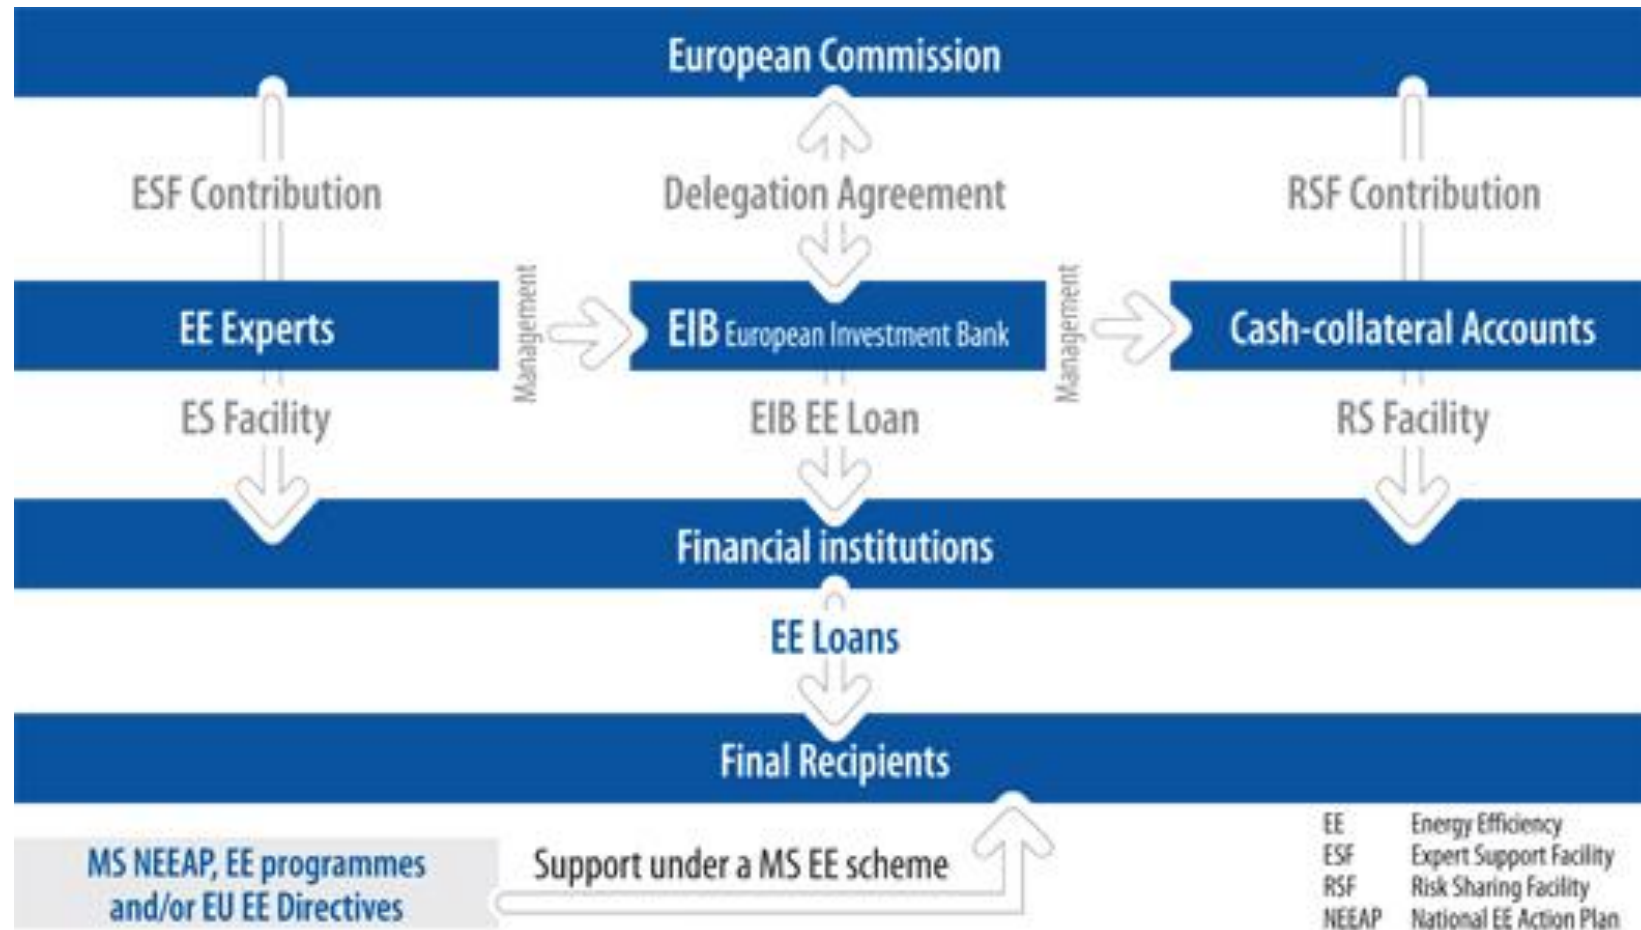 European Commission
ESF Contribution
Delegation Agreement
RSF Contribution
EE Experts
Management
EIB European Investment Bank
Management
Cash-collateral Accounts
ES Facility
EIB EE Loan
RS Facility
Financial institutions
EE Loans
Final Recipients
MS NEEAP, EE programmes
and/or EU EE Directives
Support under a MS EE scheme
EE Energy Efficiency
ESF Expert Support Facility
RSF Risk Sharing Facility
NEEAP National EE Action Plan